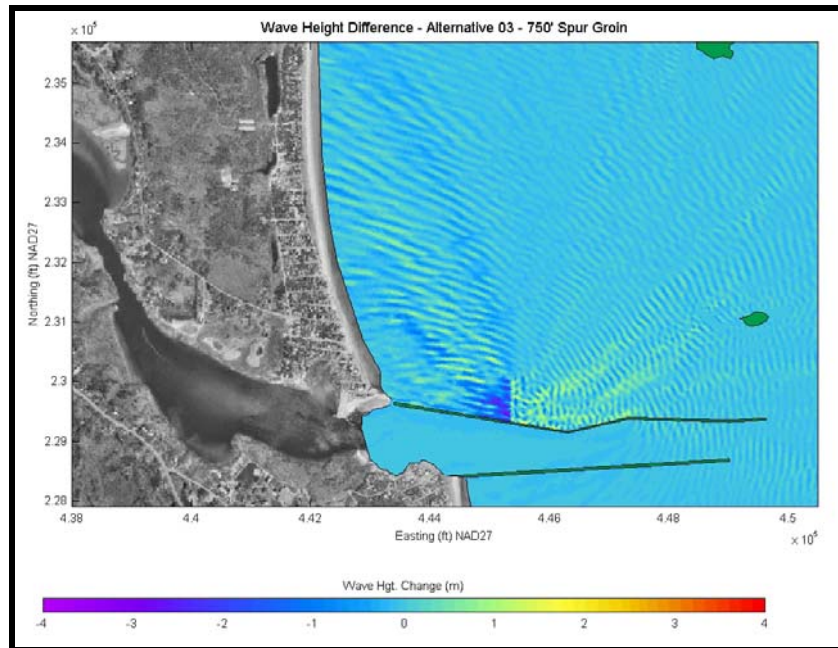 Wave Height Difference - Alternative 03 - 750' Spur Groin
× 10⁵
2.35
2.34
2.33
2.32
2.31
2.3
2.29
2.28
Northing (ft) NAD27
4.38 4.4 4.42 4.44 4.46 4.48 4.5
× 10⁵
Easting (ft) NAD27
Wave Hgt. Change (m)
-4 -3 -2 -1 0 1 2 3 4